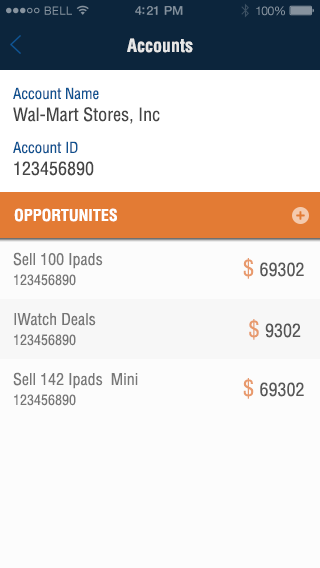 BELL 4:21 PM 100%
Accounts
Account Name
Wal-Mart Stores, Inc
Account ID
123456890
OPPORTUNITES
Sell 100 Ipads
123456890
$ 69302
IWatch Deals
123456890
$ 9302
Sell 142 Ipads Mini
123456890
$ 69302